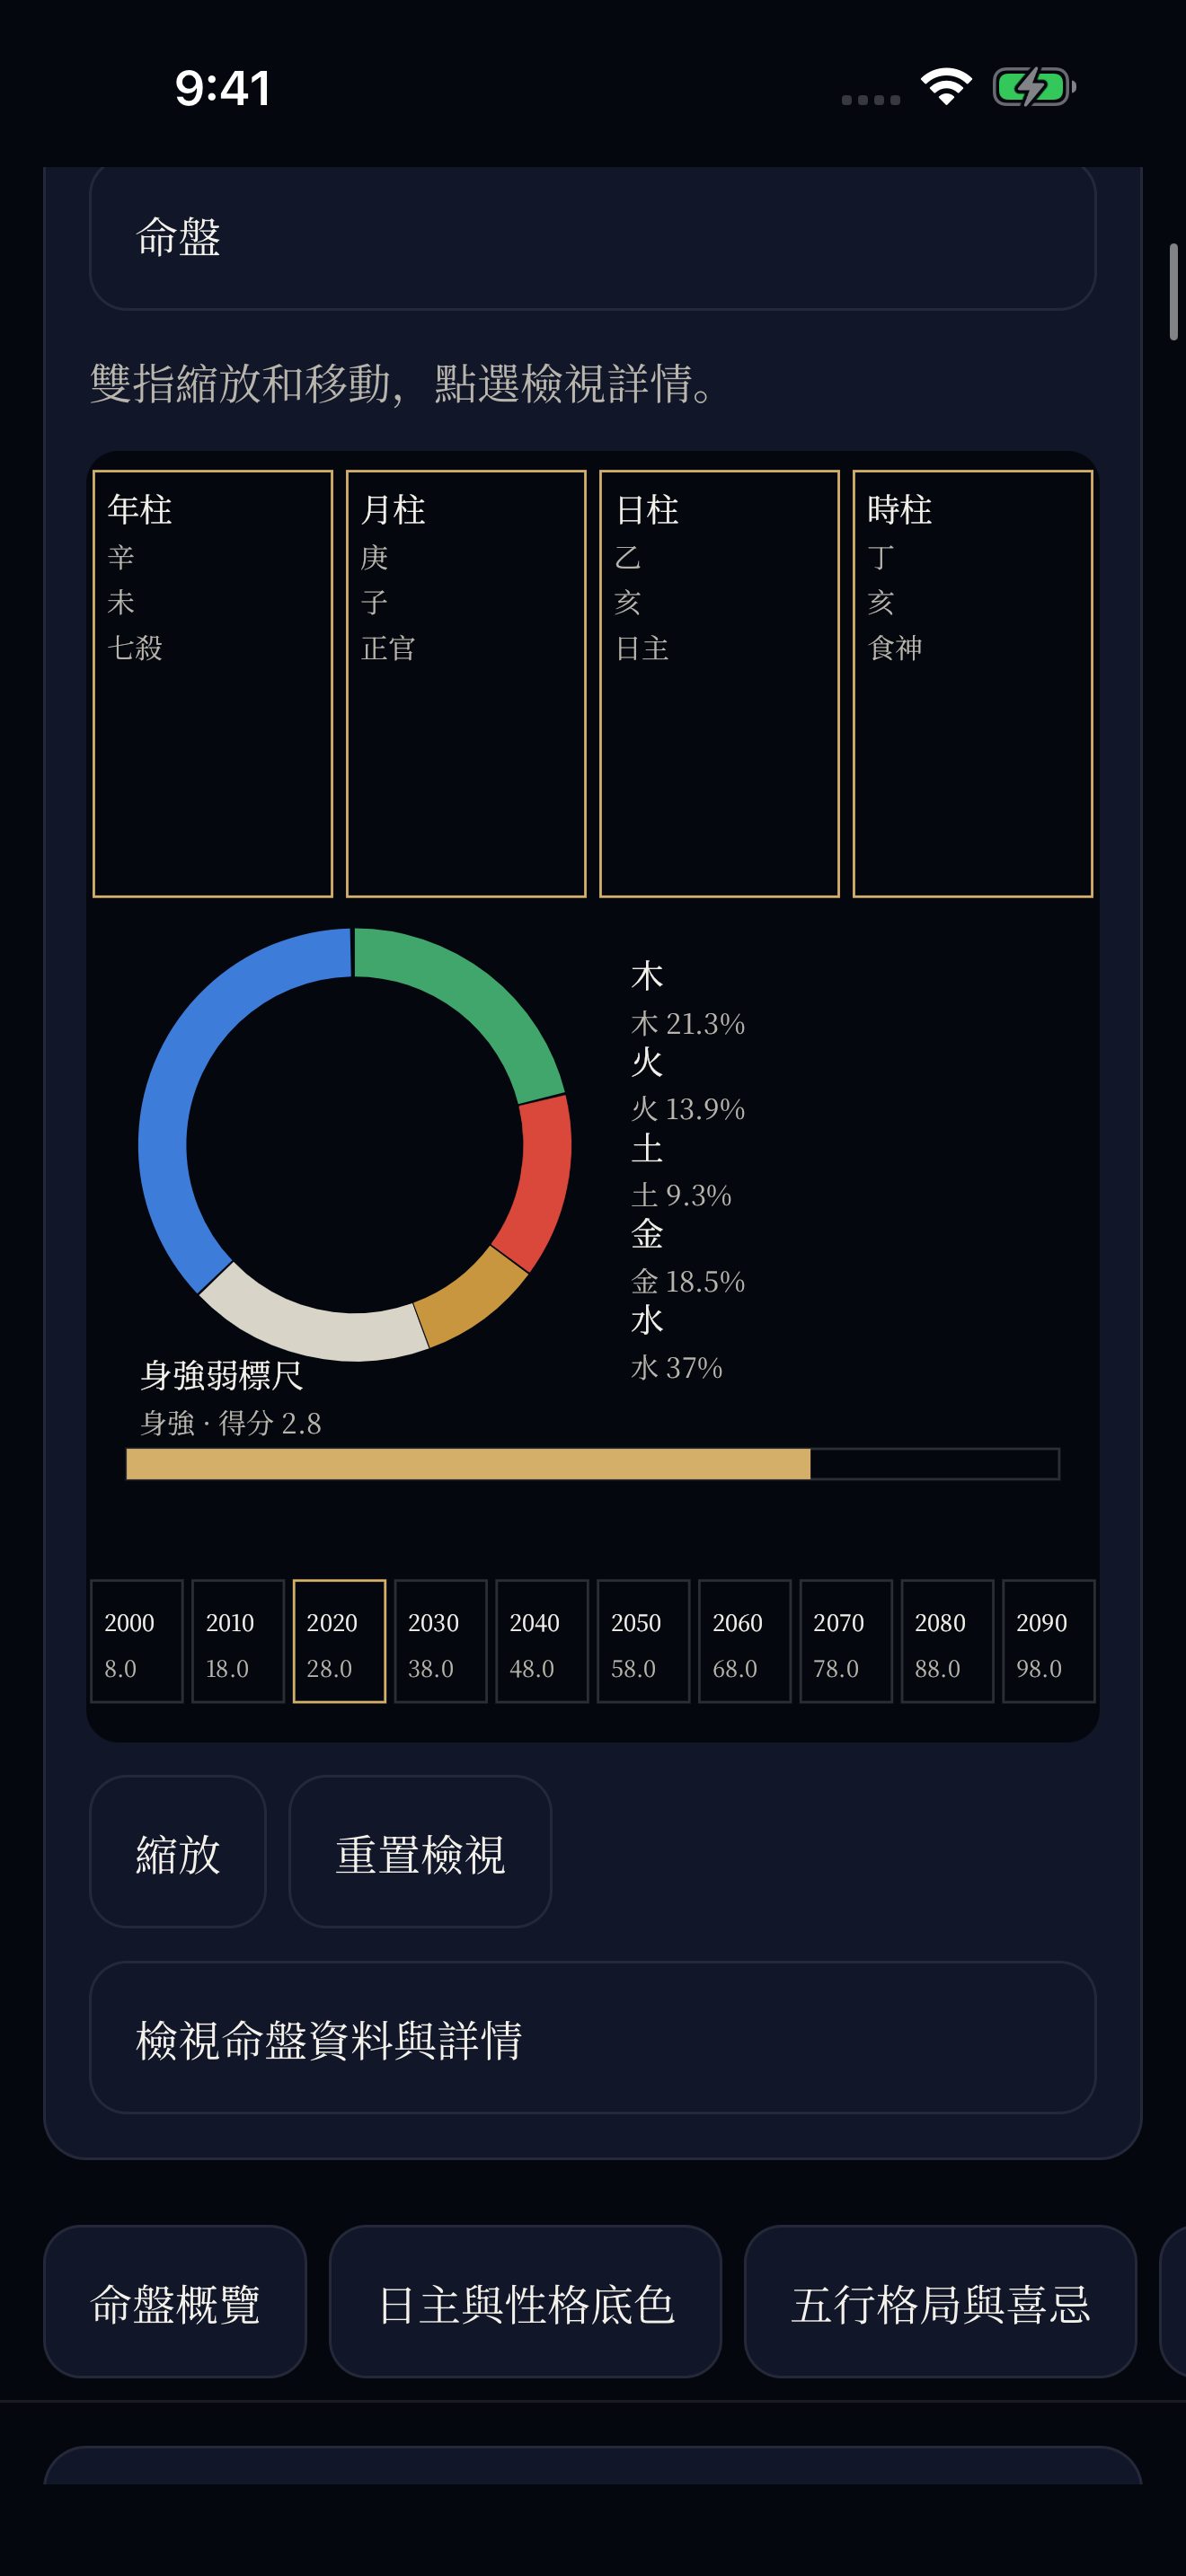 9:41
命盤
雙指縮放和移動，點選檢視詳情。
年柱
辛
未
七殺
月柱
庚
子
正官
日柱
乙
亥
日主
時柱
丁
亥
食神
木
木 21.3%
火
火 13.9%
土
土 9.3%
金
金 18.5%
水
水 37%
身強弱標尺
身強 · 得分 2.8
2000
8.0
2010
18.0
2020
28.0
2030
38.0
2040
48.0
2050
58.0
2060
68.0
2070
78.0
2080
88.0
2090
98.0
縮放
重置檢視
檢視命盤資料與詳情
命盤概覽
日主與性格底色
五行格局與喜忌